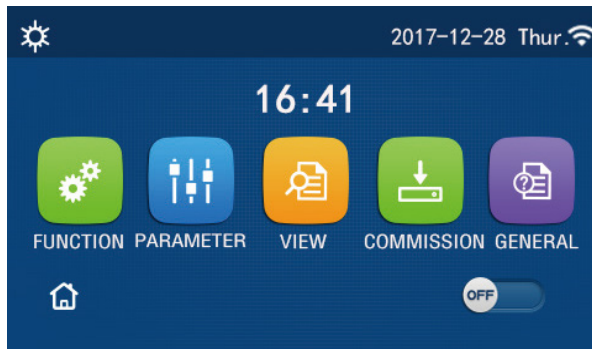 2017-12-28 Thur.
16:41
FUNCTION PARAMETER VIEW COMMISSION GENERAL
OFF